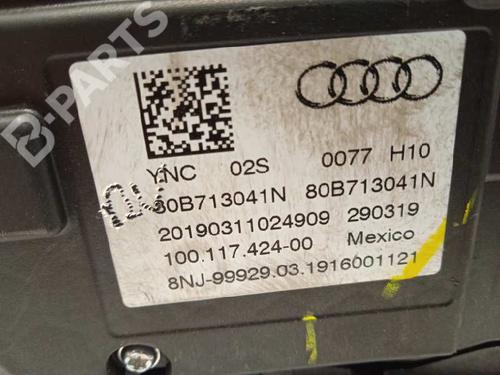 B-PARTS
YNC 02S 0077 H10
80B713041N 80B713041N
20190311024909 290319
100.117.424-00 Mexico
8NJ-99929.03.1916001121